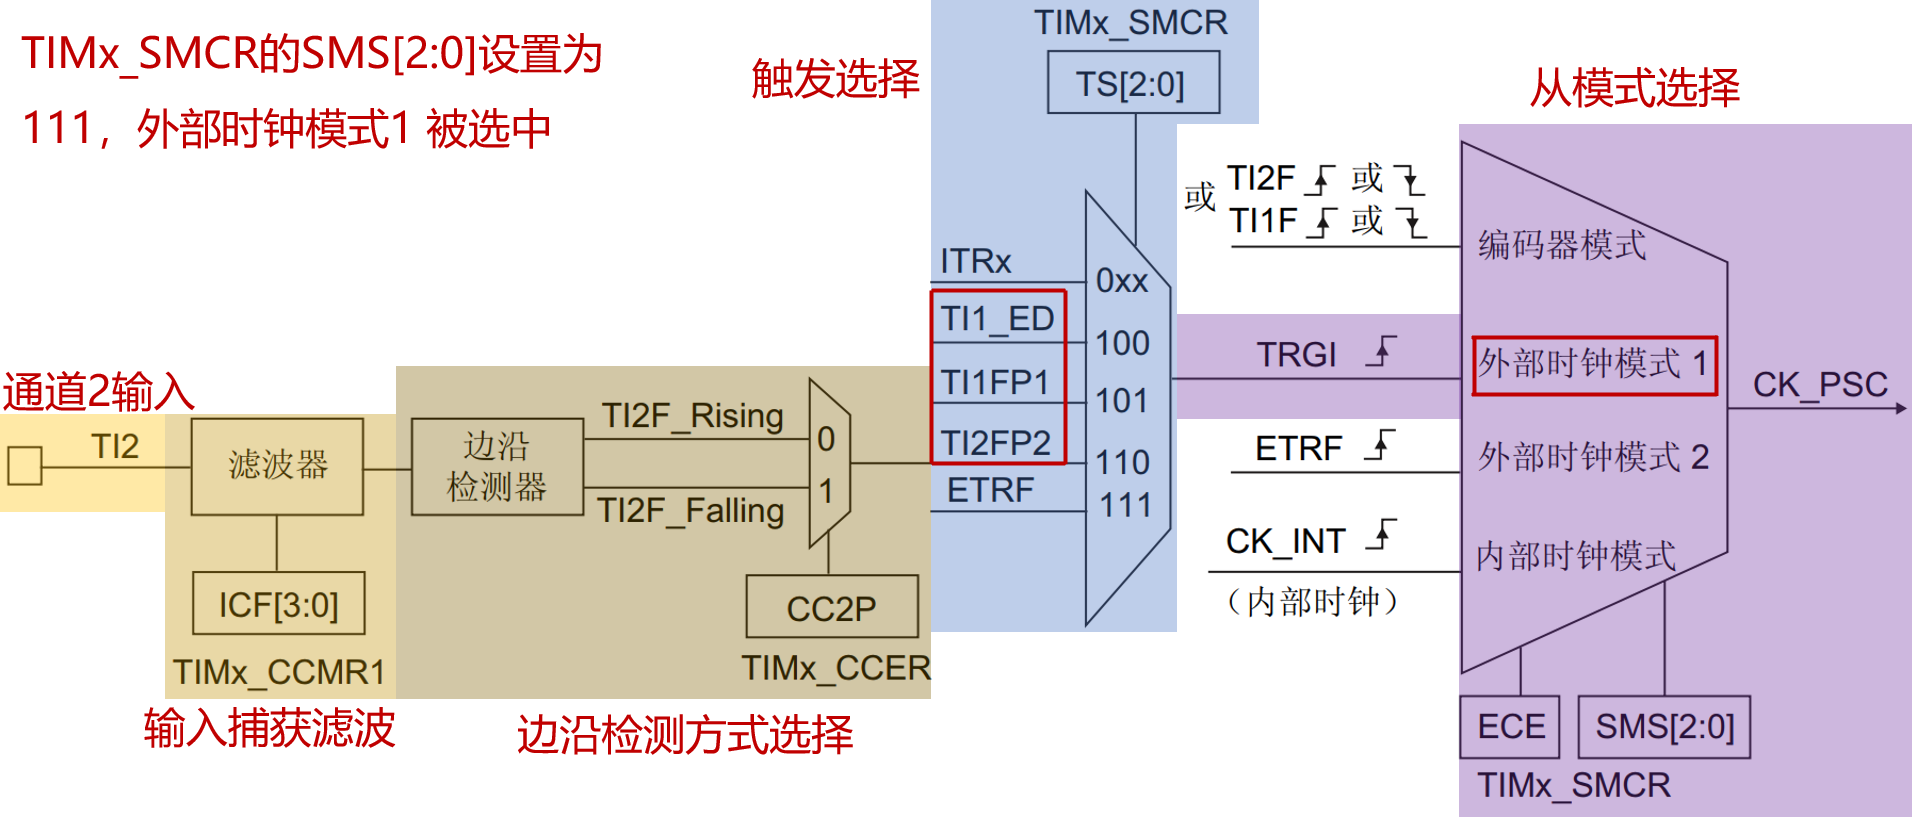 TIMx_SMCR的SMS[2:0]设置为
111，外部时钟模式1 被选中
触发选择
TIMx_SMCR
TS[2:0]
从模式选择
或
TI2F 或
TI1F 或
编码器模式
ITRx
0xx
TI1_ED
100
TI1FP1
101
TI2FP2
110
ETRF
111
TRGI
外部时钟模式 1
CK_PSC
ETRF
外部时钟模式 2
CK_INT
（内部时钟）
内部时钟模式
通道2输入
TI2
滤波器
边沿
检测器
TI2F_Rising
TI2F_Falling
0
1
ICF[3:0]
TIMx_CCMR1
CC2P
TIMx_CCER
输入捕获滤波
边沿检测方式选择
ECE
SMS[2:0]
TIMx_SMCR